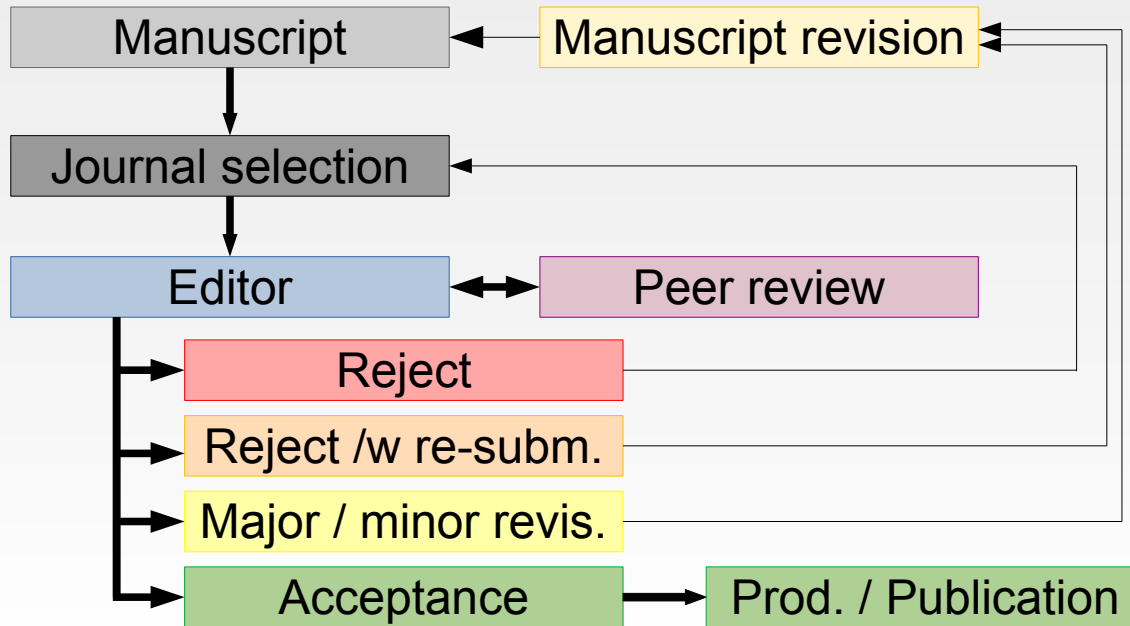 Manuscript
Manuscript revision
Journal selection
Editor
Peer review
Reject
Reject /w re-subm.
Major / minor revis.
Acceptance
Prod. / Publication